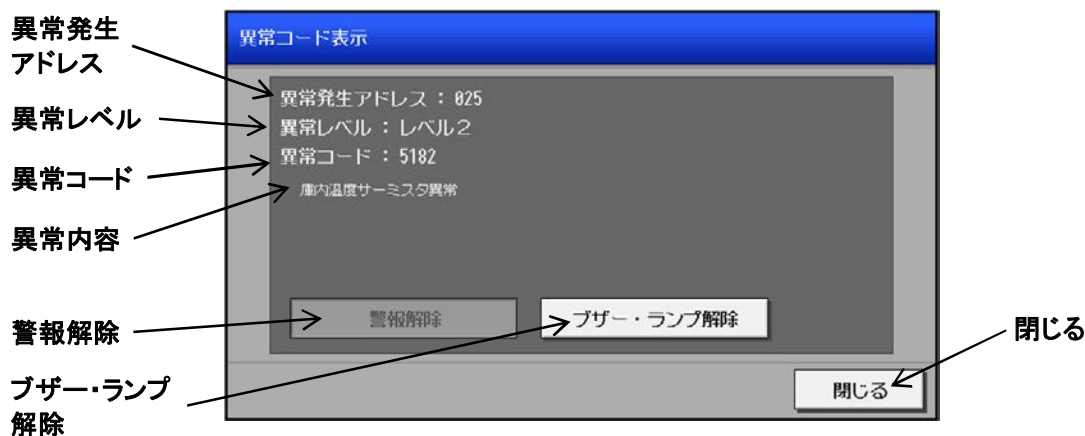 異常発生
アドレス
異常レベル
異常コード
異常内容
警報解除
ブザー・ランプ
解除
異常コード表示
異常発生アドレス : 025
異常レベル : レベル2
異常コード : 5182
庫内温度サーミスタ異常
警報解除
ブザー・ランプ解除
閉じる
閉じる